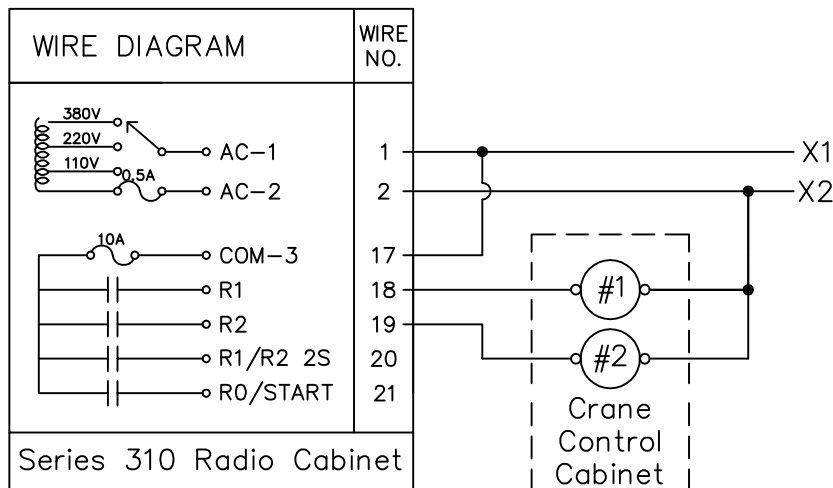 WIRE DIAGRAM
WIRE
NO.
380V
220V
110V
0.5A
AC-1
1
X1
AC-2
2
X2
10A
COM-3
17
R1
18
#1
R2
19
R1/R2 2S
20
#2
R0/START
21
Crane
Control
Cabinet
Series 310 Radio Cabinet